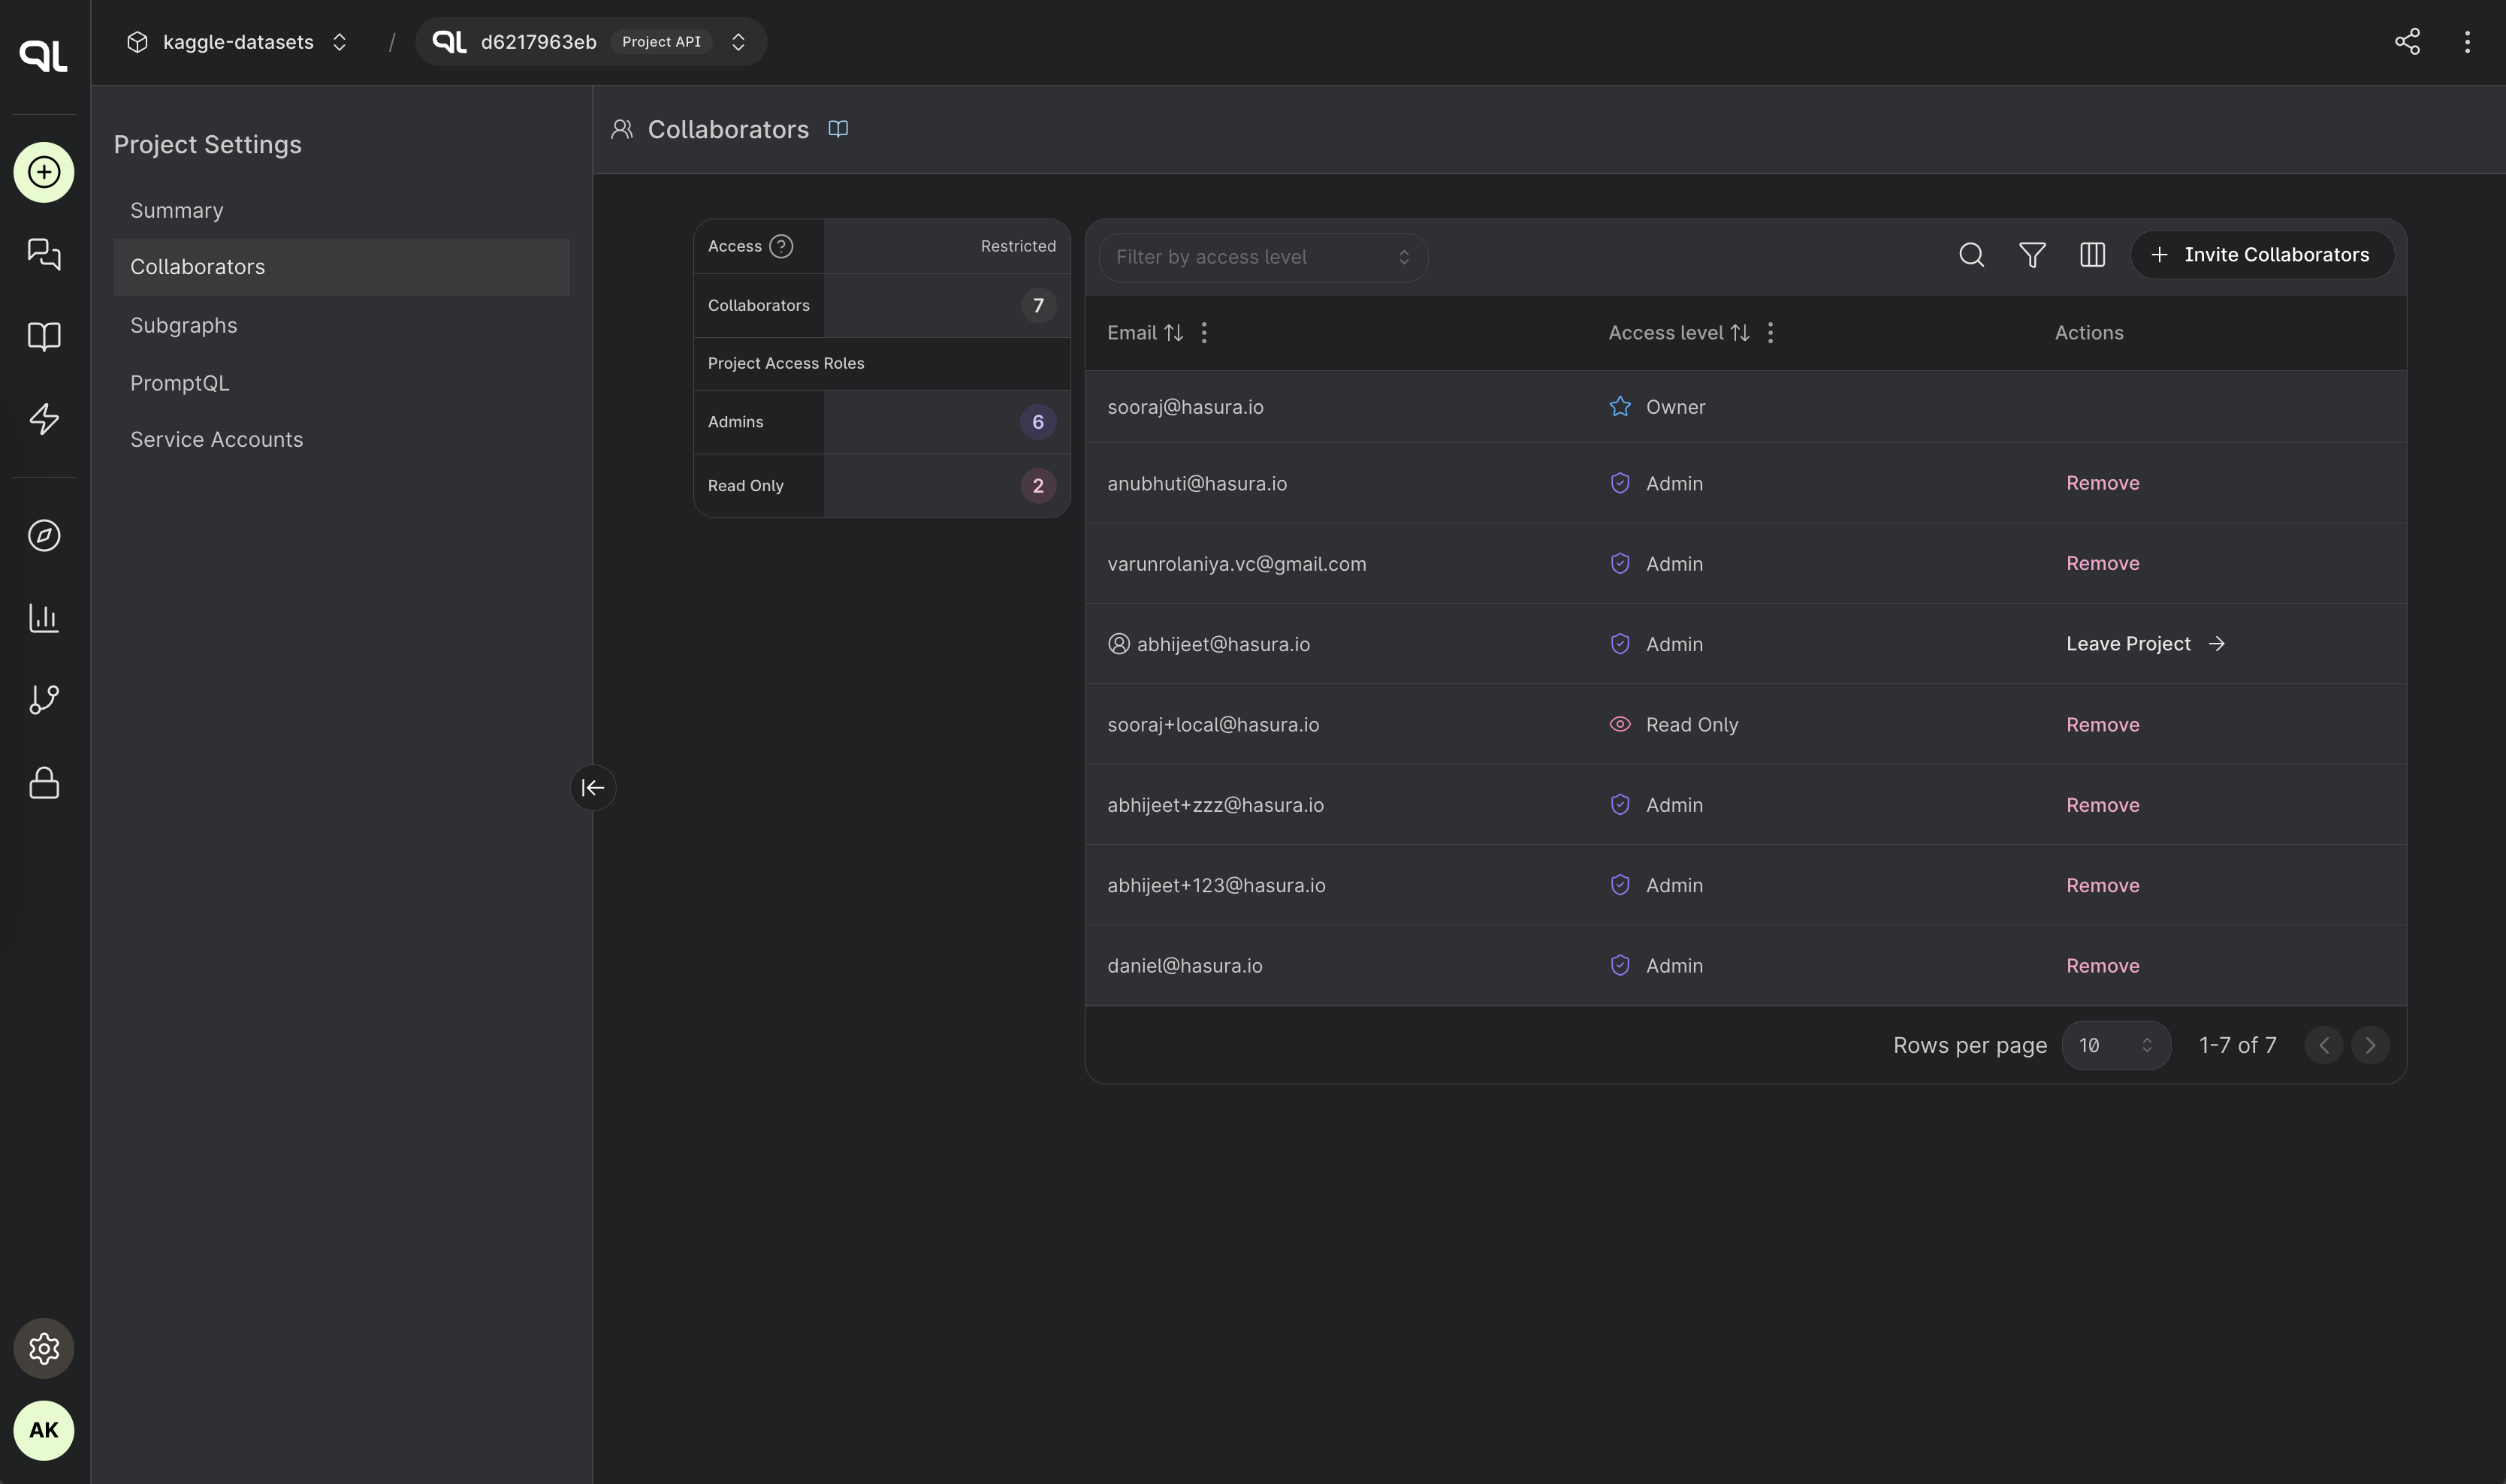 QL
kaggle-datasets / QL d6217963eb Project API
Project Settings
Summary
Collaborators
Subgraphs
PromptQL
Service Accounts
Collaborators
Access ? Restricted
Collaborators 7
Project Access Roles
Admins 6
Read Only 2
Filter by access level
Invite Collaborators
Email Access level Actions
sooraj@hasura.io Owner
anubhuti@hasura.io Admin Remove
varunrolaniya.vc@gmail.com Admin Remove
abhijeet@hasura.io Admin Leave Project
sooraj+local@hasura.io Read Only Remove
abhijeet+zzz@hasura.io Admin Remove
abhijeet+123@hasura.io Admin Remove
daniel@hasura.io Admin Remove
Rows per page 10 1-7 of 7
AK